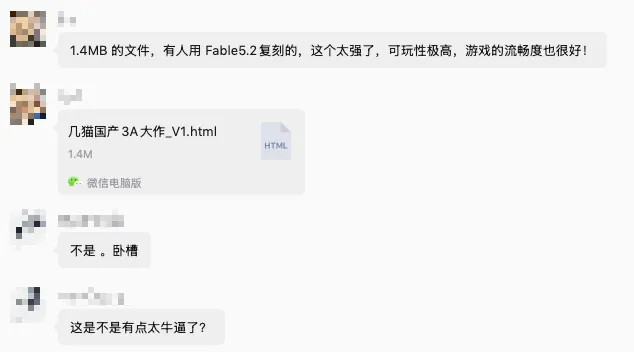 1.4MB 的文件，有人用 Fable5.2复刻的，这个太强了，可玩性极高，游戏的流畅度也很好！
几猫国产3A大作_V1.html
HTML
1.4M
微信电脑版
不是 。卧槽
这是不是有点太牛逼了？